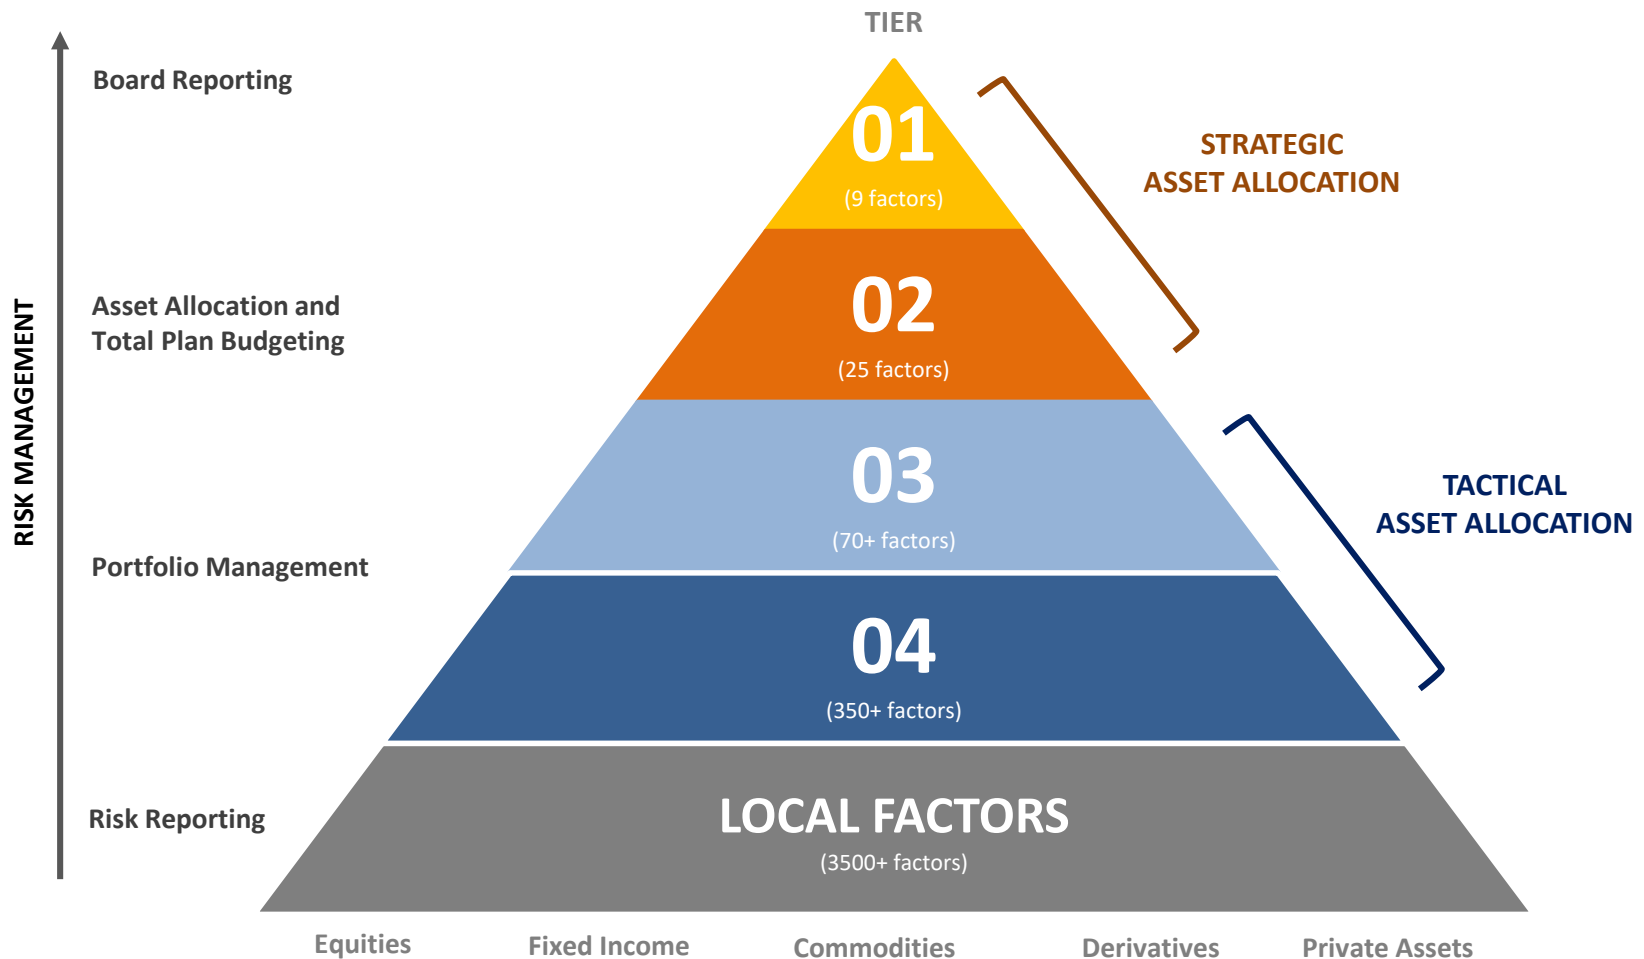 TIER
Board Reporting
01
(9 factors)
STRATEGIC
ASSET ALLOCATION
RISK MANAGEMENT
Asset Allocation and
Total Plan Budgeting
02
(25 factors)
03
(70+ factors)
TACTICAL
ASSET ALLOCATION
Portfolio Management
04
(350+ factors)
Risk Reporting
LOCAL FACTORS
(3500+ factors)
Equities
Fixed Income
Commodities
Derivatives
Private Assets